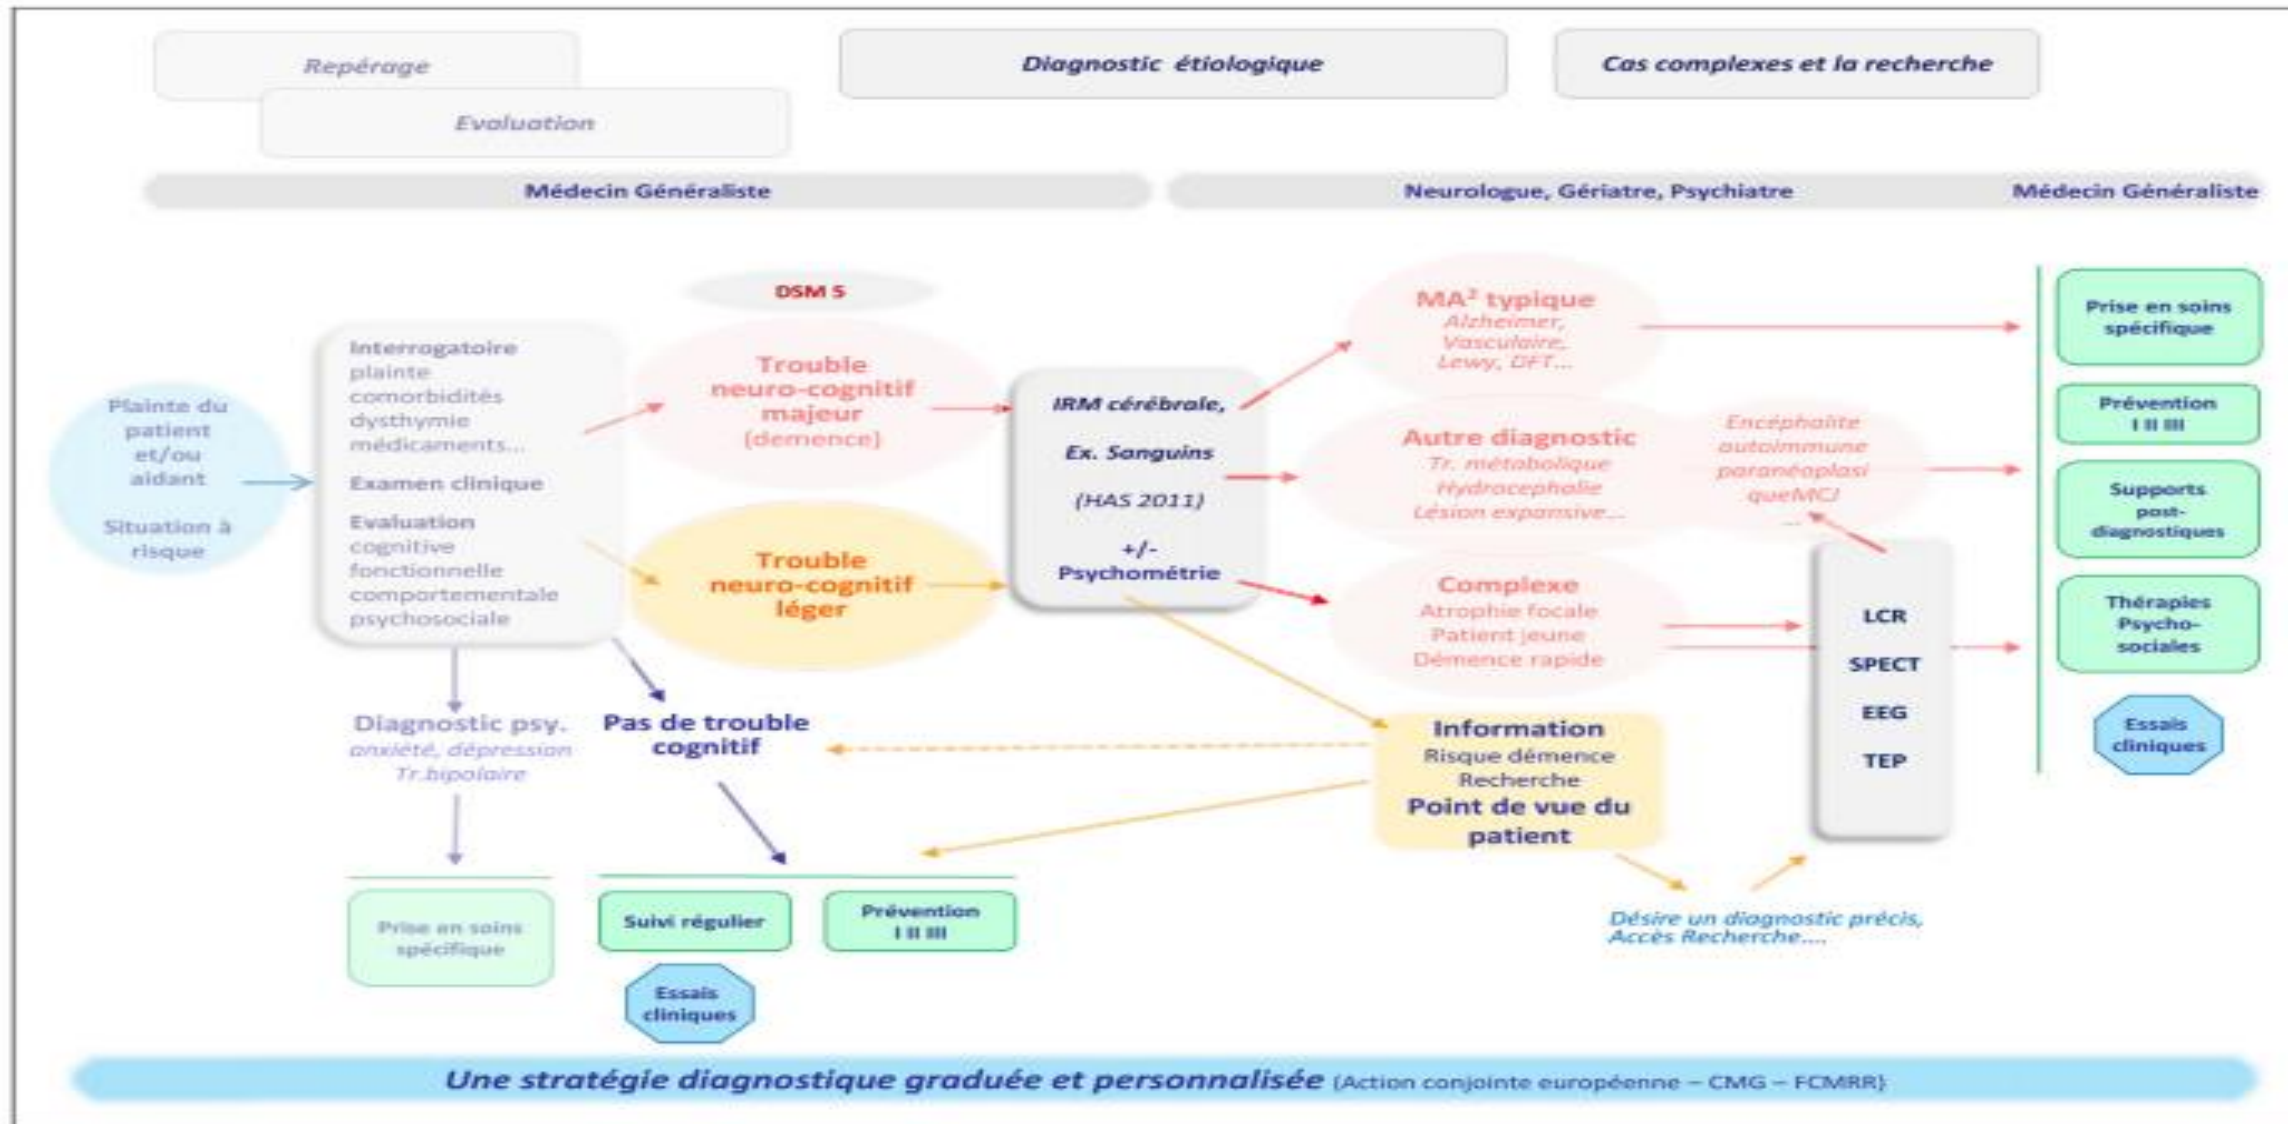 Repérage
Evaluation
Diagnostic étiologique
Cas complexes et la recherche
Médecin Généraliste
Neurologue, Gériatre, Psychiatre
Médecin Généraliste
Plainte du
patient
et/ou
aidant
Situation à
risque
Interrogatoire
plainte
comorbidités
dysthymie
médicaments...
Examen clinique
Evaluation
cognitive
fonctionnelle
comportementale
psychosociale
DSM 5
Trouble
neuro-cognitif
majeur
(demence)
Trouble
neuro-cognitif
léger
IRM cérébrale,
Ex. Sanguins
(HAS 2011)
+/-
Psychométrie
MA² typique
Alzheimer,
Vasculaire,
Lewy, DFT...
Autre diagnostic
Tr. métabolique
Hydrocephalie
Lésion expansive...
Encéphalite
autoimmune
paranéoplasi
queMCJ
...
Complexe
Atrophie focale
Patient jeune
Démence rapide
LCR
SPECT
EEG
TEP
Prise en soins
spécifique
Prévention
I II III
Supports
post-
diagnostiques
Thérapies
Psycho-
sociales
Essais
cliniques
Diagnostic psy.
anxiété, dépression
Tr.bipolaire
Pas de trouble
cognitif
Information
Risque démence
Recherche
Point de vue du
patient
Désire un diagnostic précis,
Accès Recherche....
Prise en soins
spécifique
Suivi régulier
Prévention
I II III
Essais
cliniques
Une stratégie diagnostique graduée et personnalisée (Action conjointe européenne – CMG – FCMRR)